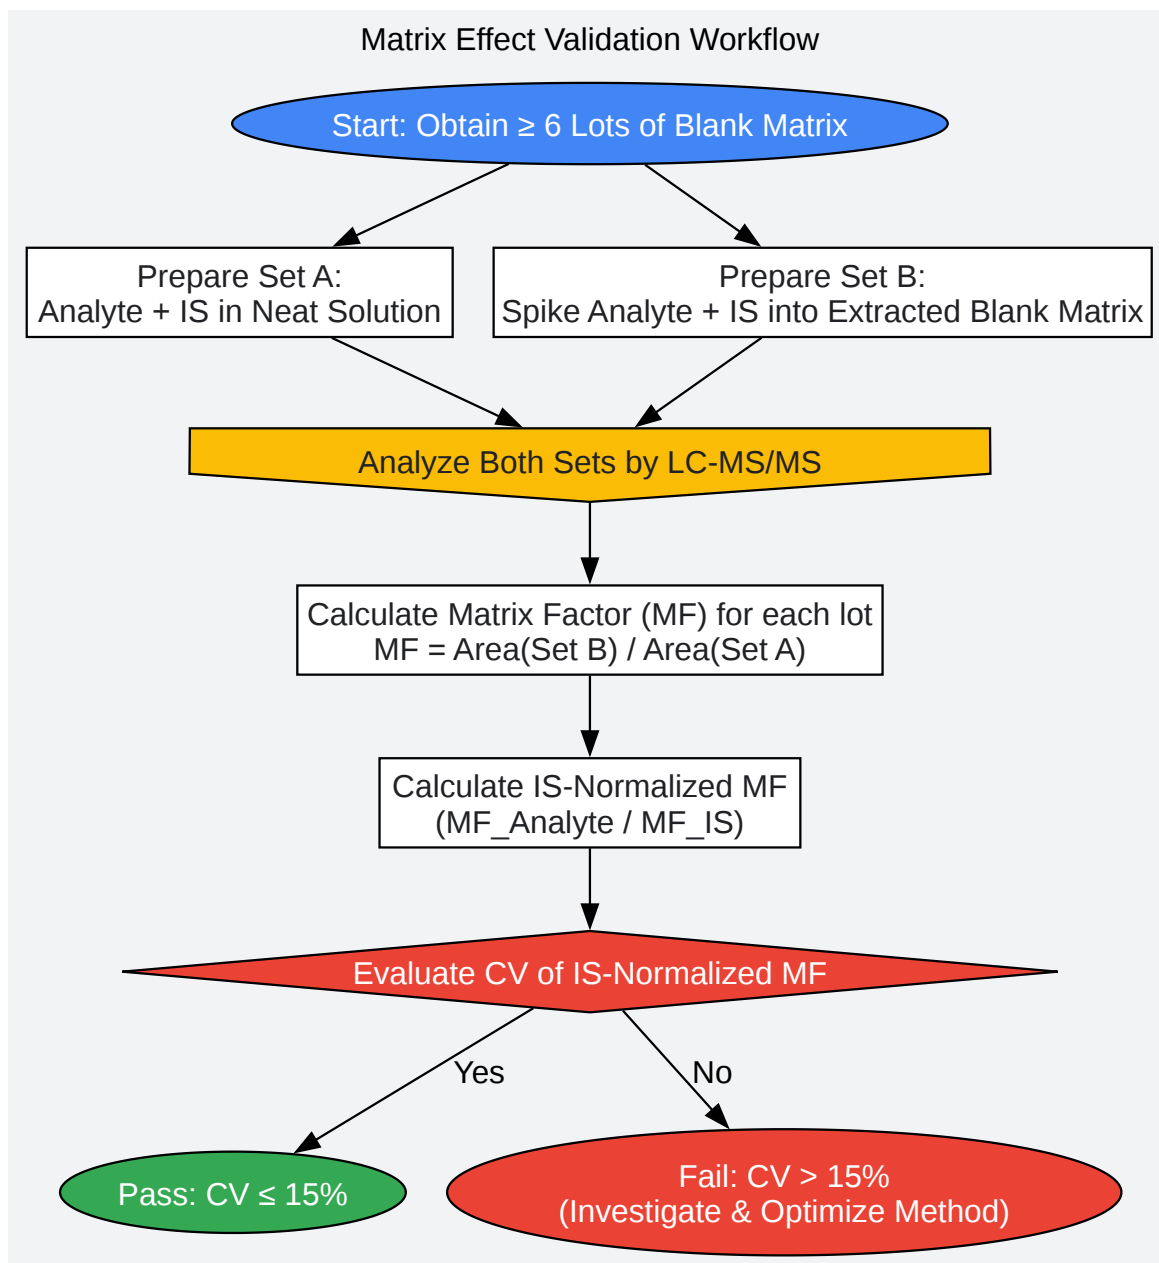 Matrix Effect Validation Workflow
Start: Obtain ≥ 6 Lots of Blank Matrix
Prepare Set A:
Analyte + IS in Neat Solution
Prepare Set B:
Spike Analyte + IS into Extracted Blank Matrix
Analyze Both Sets by LC-MS/MS
Calculate Matrix Factor (MF) for each lot
MF = Area(Set B) / Area(Set A)
Calculate IS-Normalized MF
(MF_Analyte / MF_IS)
Evaluate CV of IS-Normalized MF
Yes
No
Pass: CV ≤ 15%
Fail: CV > 15%
(Investigate & Optimize Method)